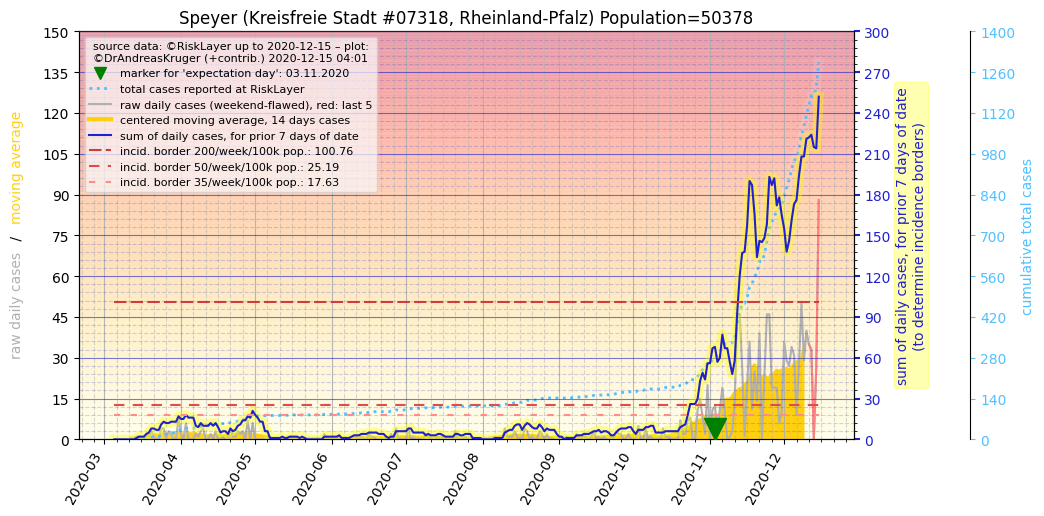 Speyer (Kreisfreie Stadt #07318, Rheinland-Pfalz) Population=50378
source data: ©RiskLayer up to 2020-12-15 – plot:
©DrAndreasKruger (+contrib.) 2020-12-15 04:01
marker for 'expectation day': 03.11.2020
total cases reported at RiskLayer
raw daily cases (weekend-flawed), red: last 5
centered moving average, 14 days cases
sum of daily cases, for prior 7 days of date
incid. border 200/week/100k pop.: 100.76
incid. border 50/week/100k pop.: 25.19
incid. border 35/week/100k pop.: 17.63
raw daily cases / moving average
150
135
120
105
90
75
60
45
30
15
0
300
270
240
210
180
150
120
90
60
30
0
sum of daily cases, for prior 7 days of date
(to determine incidence borders)
1400
1260
1120
980
840
700
560
420
280
140
0
cumulative total cases
2020-03
2020-04
2020-05
2020-06
2020-07
2020-08
2020-09
2020-10
2020-11
2020-12